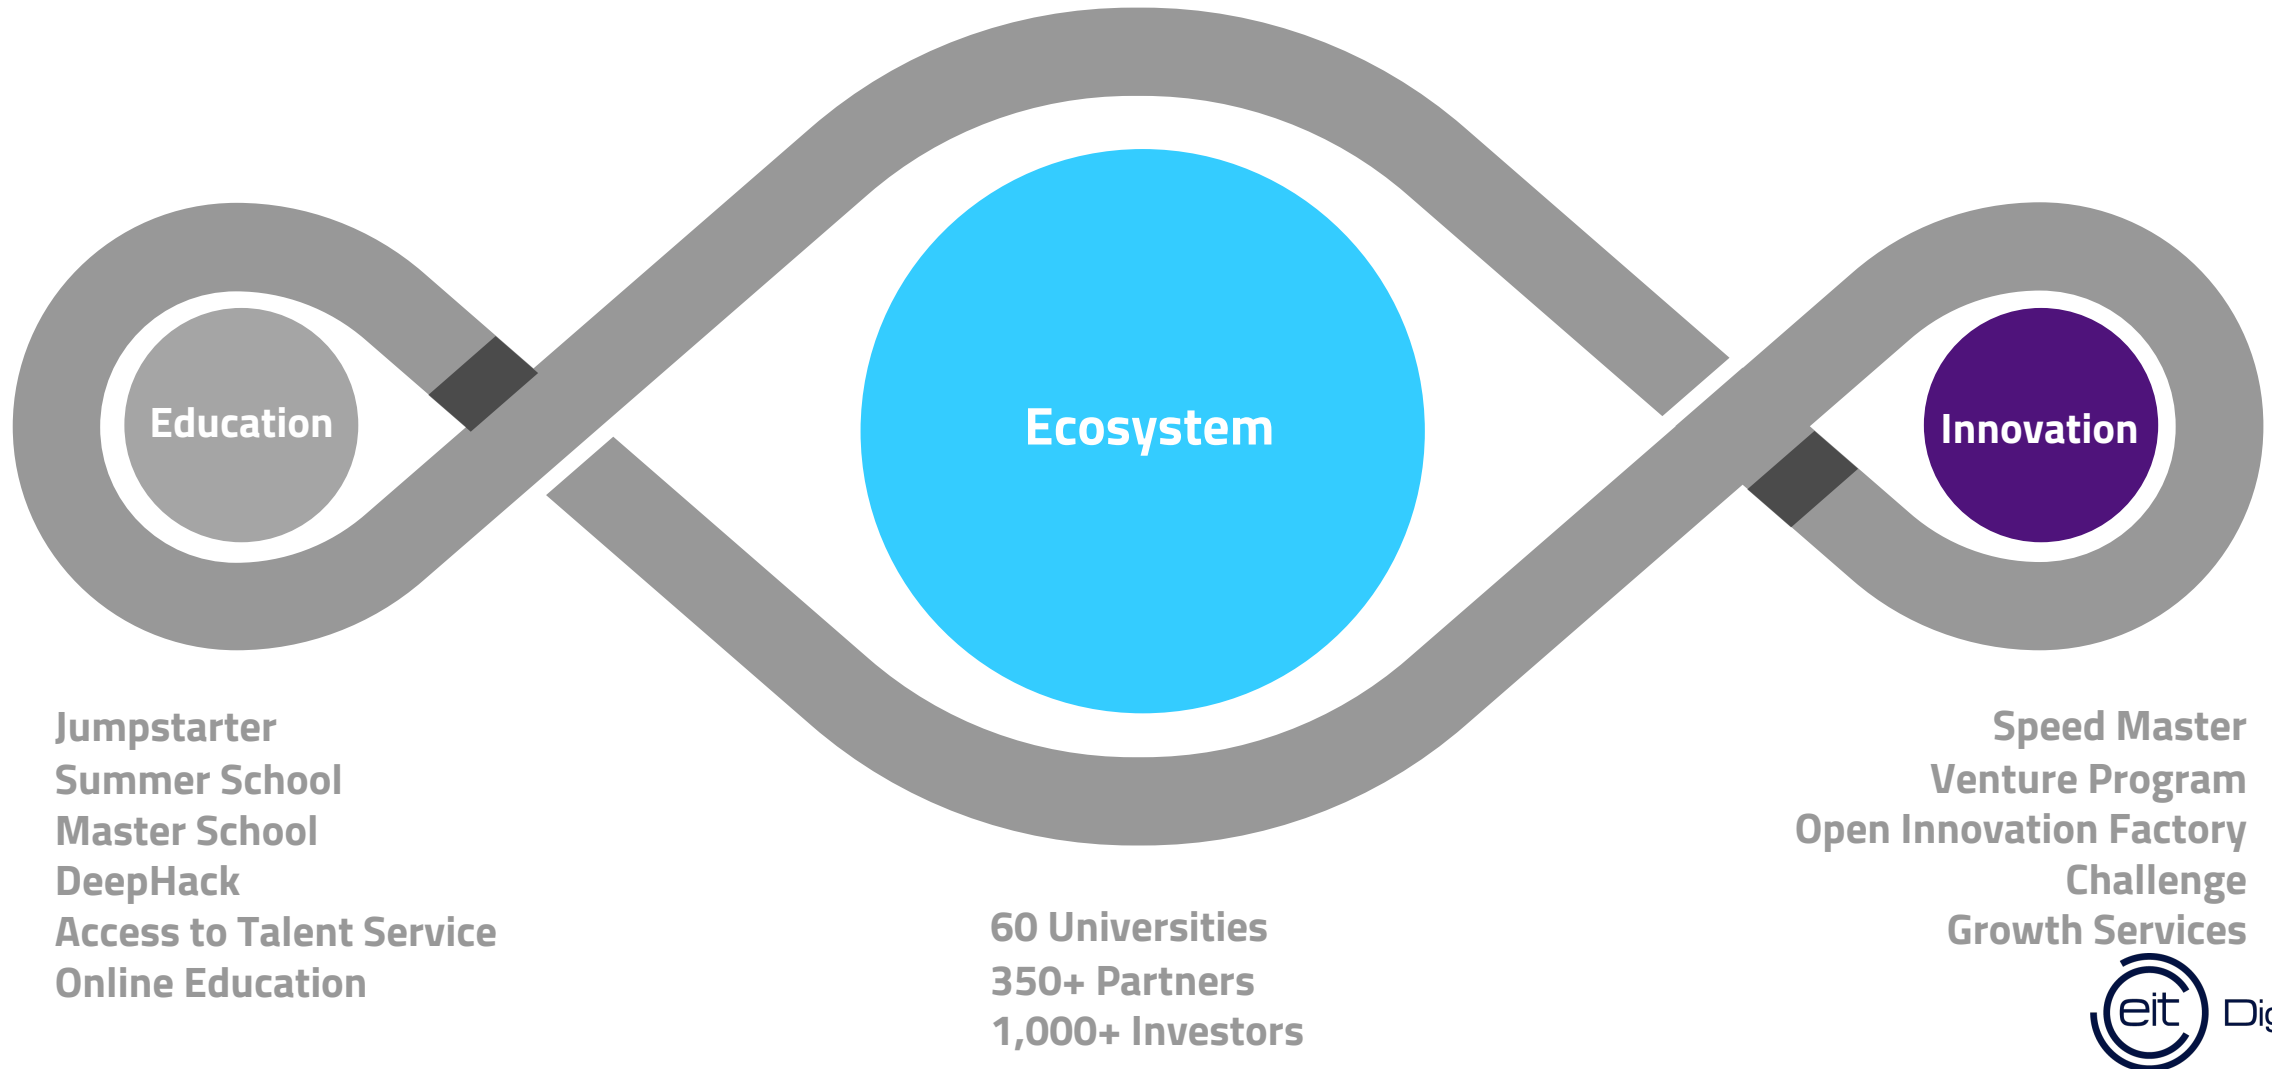 Education
Ecosystem
Innovation
Jumpstarter
Summer School
Master School
DeepHack
Access to Talent Service
Online Education
60 Universities
350+ Partners
1,000+ Investors
Speed Master
Venture Program
Open Innovation Factory
Challenge
Growth Services
eit